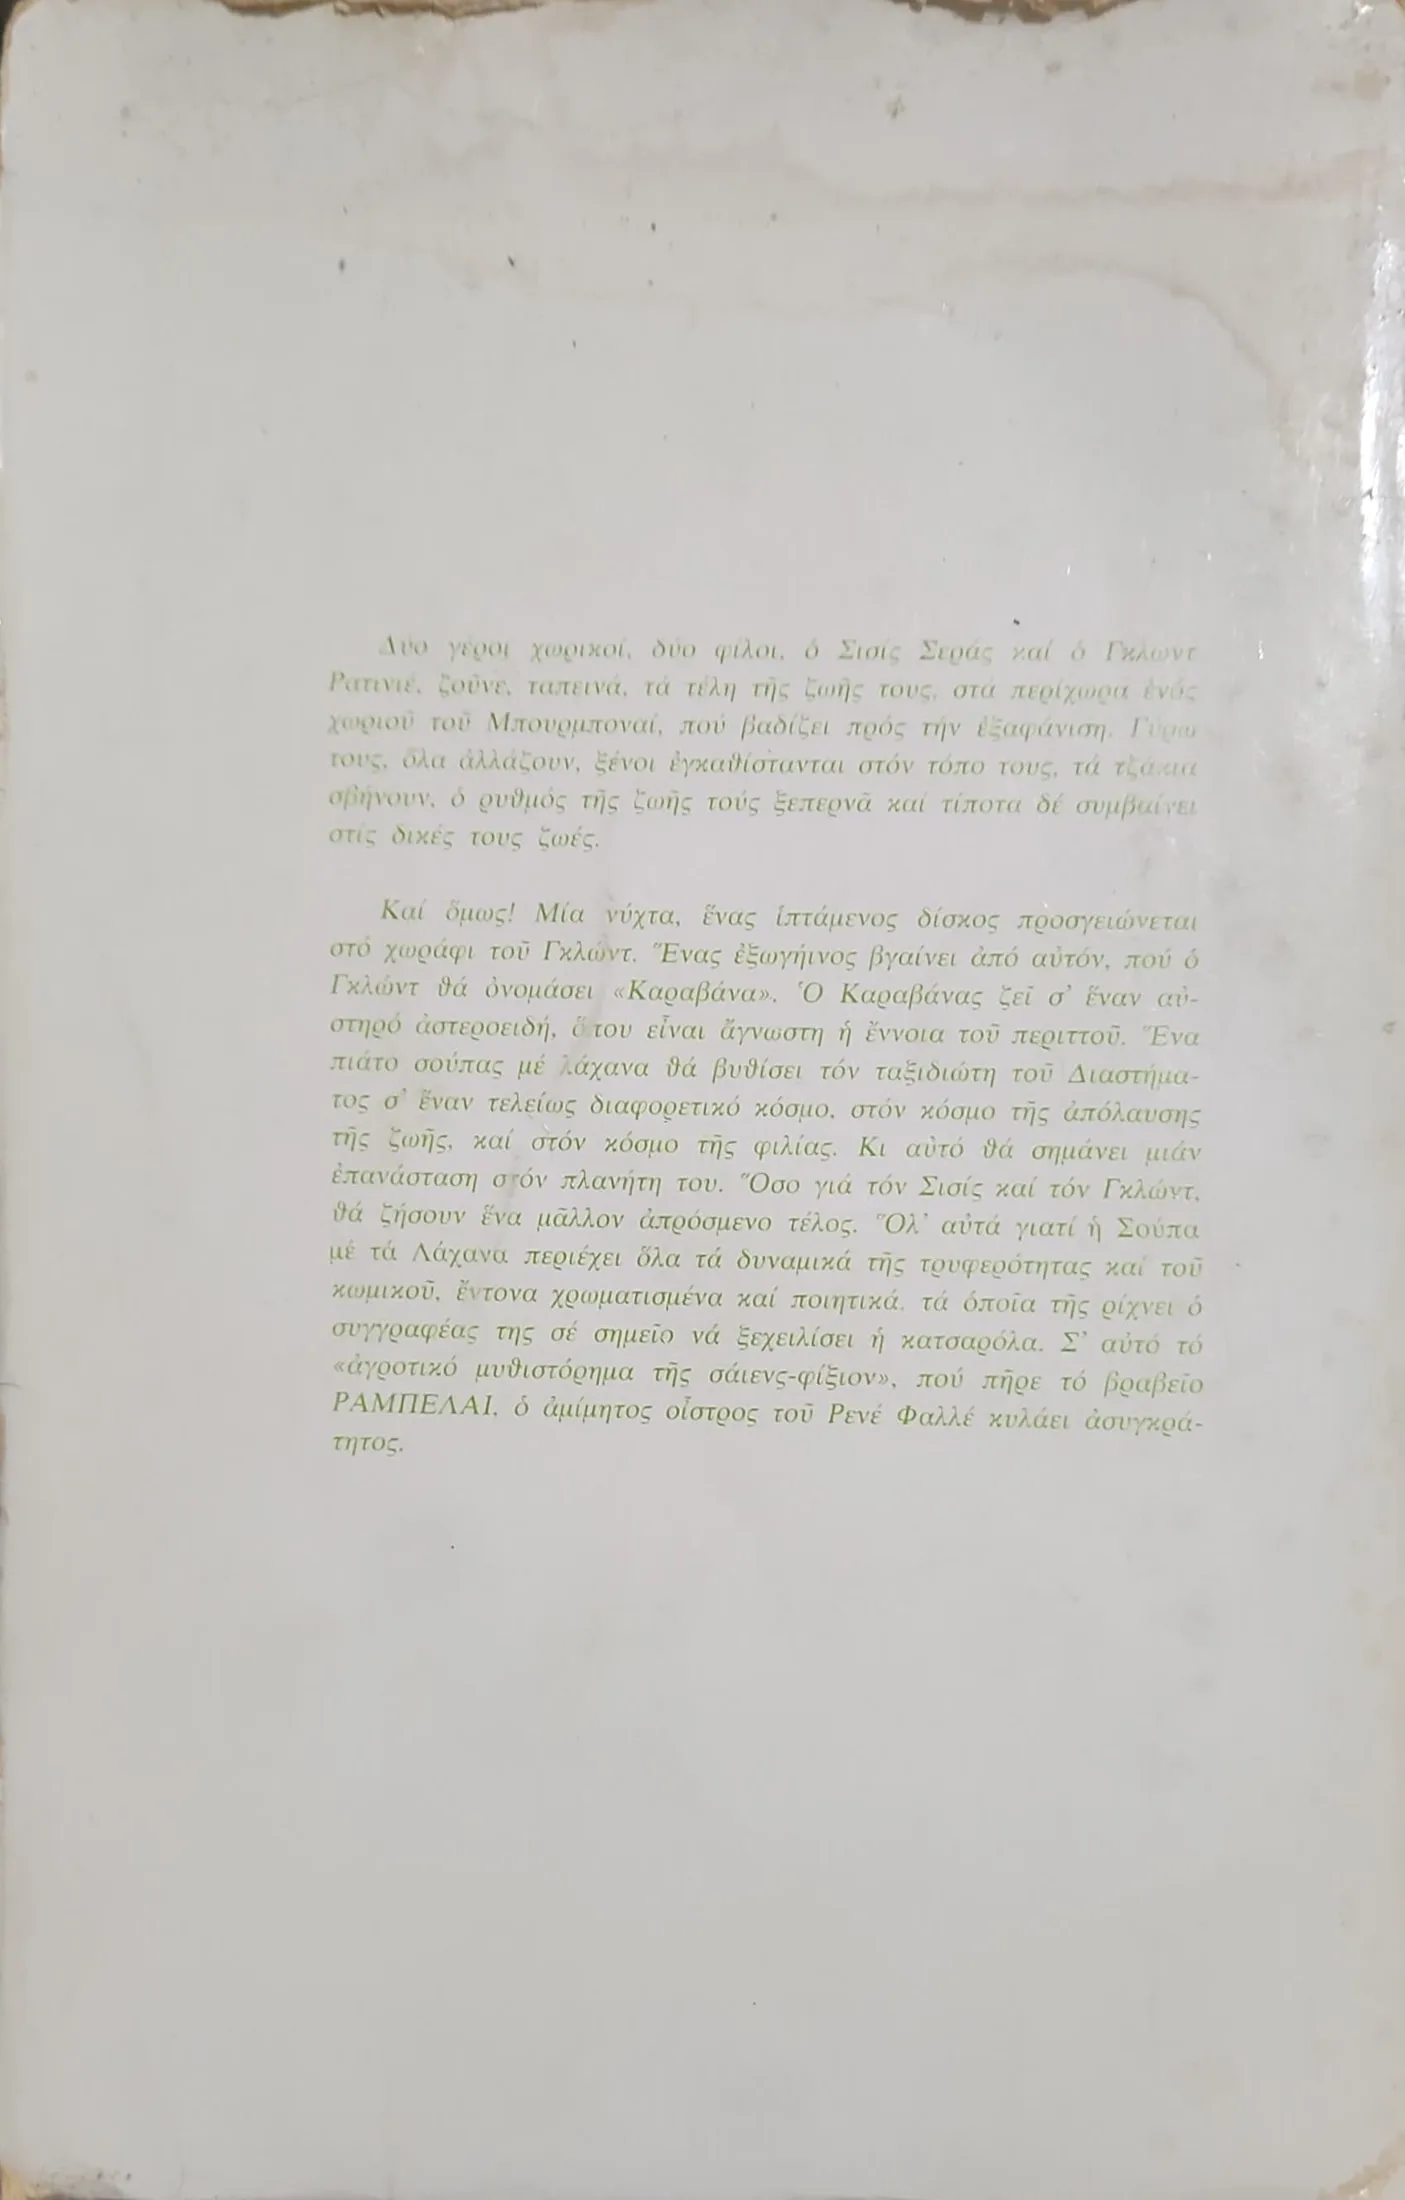 Δύο γέροι χωρικοί, δύο φίλοι, ὁ Σισίς Σεράς καί ὁ Γκλώντ
Ρατινιέ, ζοῦνε, ταπεινά, τά τέλη τῆς ζωῆς τους, στά περίχωρα ἑνός
χωριοῦ τοῦ Μπουρμποναί, πού βαδίζει πρός τήν ἐξαφάνιση. Γύρω
τους, ὅλα ἀλλάζουν, ξένοι ἐγκαθίστανται στόν τόπο τους, τά τζάκια
σβήνουν, ὁ ρυθμός τῆς ζωῆς τούς ξεπερνᾶ καί τίποτα δέ συμβαίνει
στίς δικές τους ζωές.
Καί ὅμως! Μία νύχτα, ἕνας ἱπτάμενος δίσκος προσγειώνεται
στό χωράφι τοῦ Γκλώντ. Ἕνας ἐξωγήινος βγαίνει ἀπό αὐτόν, πού ὁ
Γκλώντ θά ὀνομάσει «Καραβάνα». Ὁ Καραβάνας ζεῖ σ’ ἕναν αὐ-
στηρό ἀστεροειδή, ὅπου εἶναι ἄγνωστη ἡ ἔννοια τοῦ περιττοῦ. Ἕνα
πιάτο σούπας μέ λάχανα θά βυθίσει τόν ταξιδιώτη τοῦ Διαστήμα-
τος σ’ ἕναν τελείως διαφορετικό κόσμο, στόν κόσμο τῆς ἀπόλαυσης
τῆς ζωῆς, καί στόν κόσμο τῆς φιλίας. Κι αὐτό θά σημάνει μιάν
ἐπανάσταση στόν πλανήτη του. Ὅσο γιά τόν Σισίς καί τόν Γκλώντ,
θά ζήσουν ἕνα μᾶλλον ἀπρόσμενο τέλος. Ὅλ’ αὐτά γιατί ἡ Σούπα
μέ τά Λάχανα περιέχει ὅλα τά δυναμικά τῆς τρυφερότητας καί τοῦ
κωμικοῦ, ἔντονα χρωματισμένα καί ποιητικά, τά ὁποῖα τῆς ρίχνει ὁ
συγγραφέας της σέ σημεῖο νά ξεχειλίσει ἡ κατσαρόλα. Σ’ αὐτό τό
«ἀγροτικό μυθιστόρημα τῆς σάιενς-φίξιον», πού πῆρε τό βραβεῖο
ΡΑΜΠΕΛΑΙ, ὁ ἀμίμητος οἶστρος τοῦ Ρενέ Φαλλέ κυλάει ἀσυγκρά-
τητος.